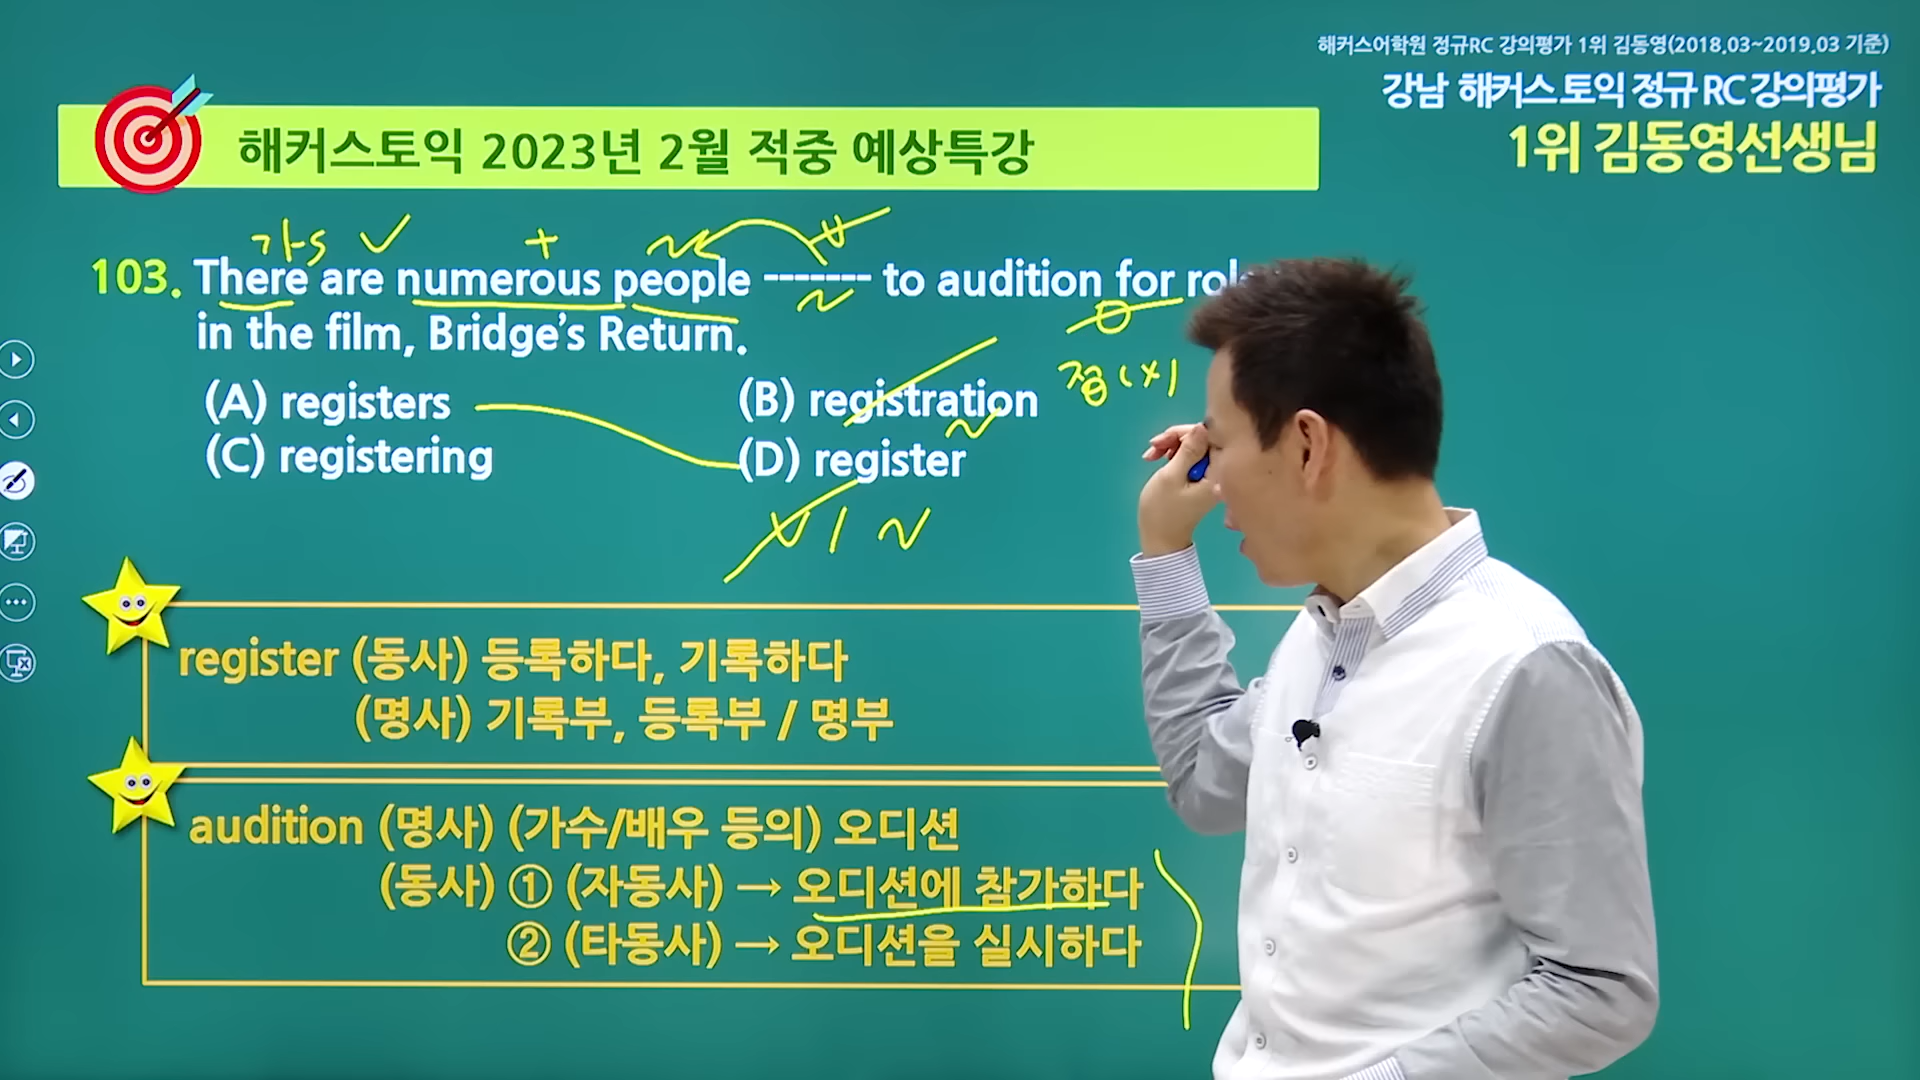 해커스어학원 정규RC 강의평가 1위 김동영(2018.03~2019.03 기준)
강남 해커스 토익 정규 RC 강의평가
1위 김동영선생님
해커스토익 2023년 2월 적중 예상특강
가S
103. There are numerous people ------- to audition for
in the film, Bridge's Return.
(A) registers
(B) registration
(C) registering
(D) register
V / N
register (동사) 등록하다, 기록하다
(명사) 기록부, 등록부 / 명부
audition (명사) (가수/배우 등의) 오디션
(동사) ① (자동사) → 오디션에 참가하다
② (타동사) → 오디션을 실시하다